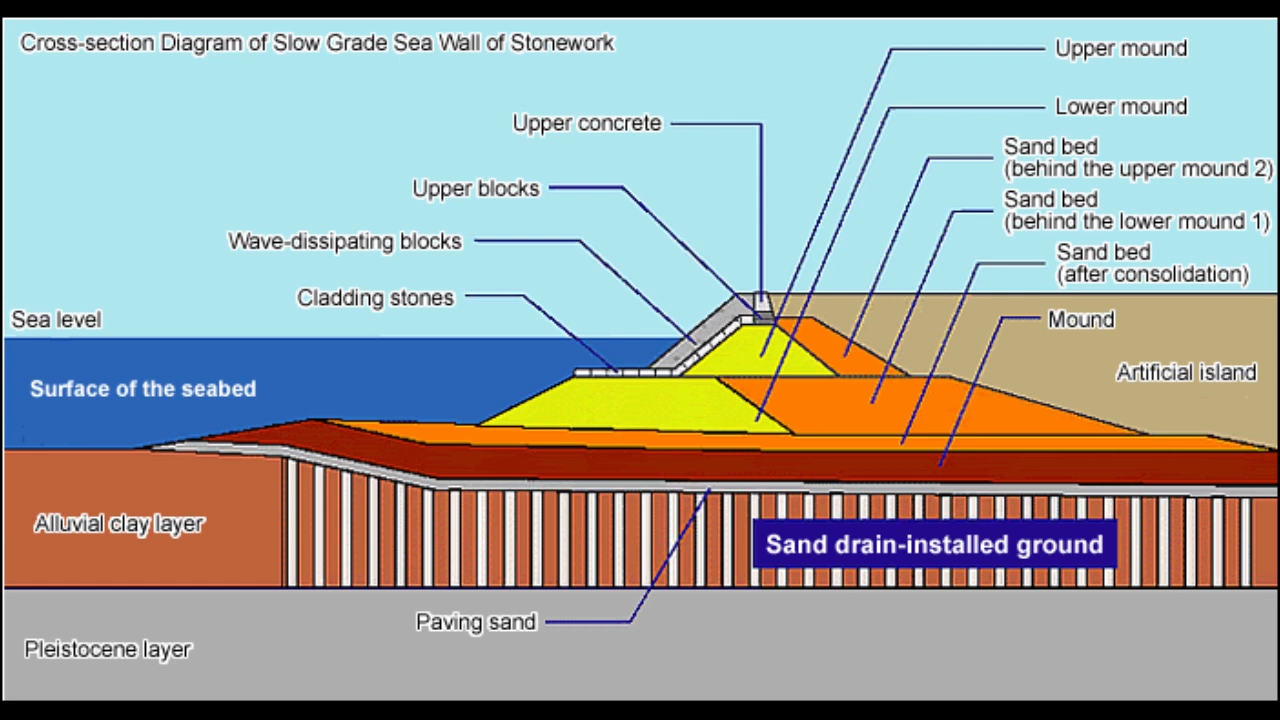 Cross-section Diagram of Slow Grade Sea Wall of Stonework
Upper mound
Lower mound
Upper concrete
Sand bed
(behind the upper mound 2)
Upper blocks
Sand bed
(behind the lower mound 1)
Wave-dissipating blocks
Sand bed
(after consolidation)
Cladding stones
Sea level
Mound
Surface of the seabed
Artificial island
Alluvial clay layer
Sand drain-installed ground
Paving sand
Pleistocene layer